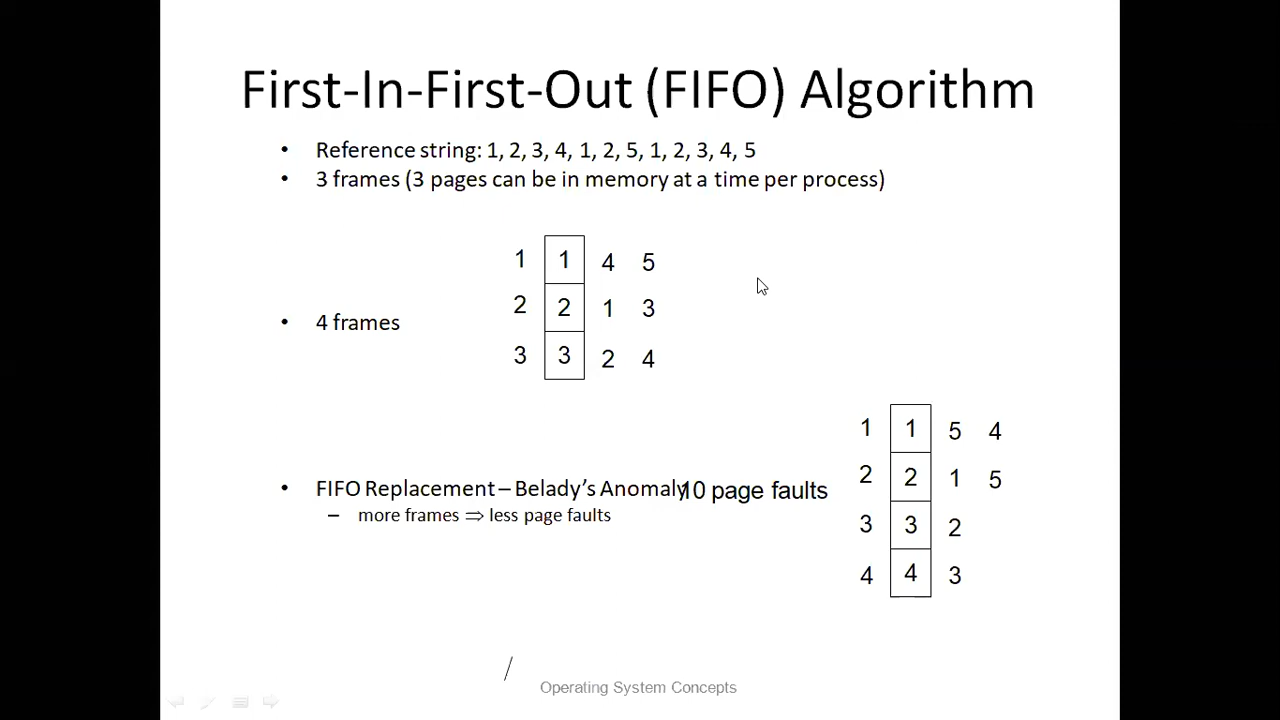 First-In-First-Out (FIFO) Algorithm
• Reference string: 1, 2, 3, 4, 1, 2, 5, 1, 2, 3, 4, 5
• 3 frames (3 pages can be in memory at a time per process)
1 1 4 5
2 2 1 3
• 4 frames
3 3 2 4
1 1 5 4
2 2 1 5
• FIFO Replacement – Belady's Anomaly
10 page faults
– more frames ⇒ less page faults
3 3 2
4 4 3
/
Operating System Concepts